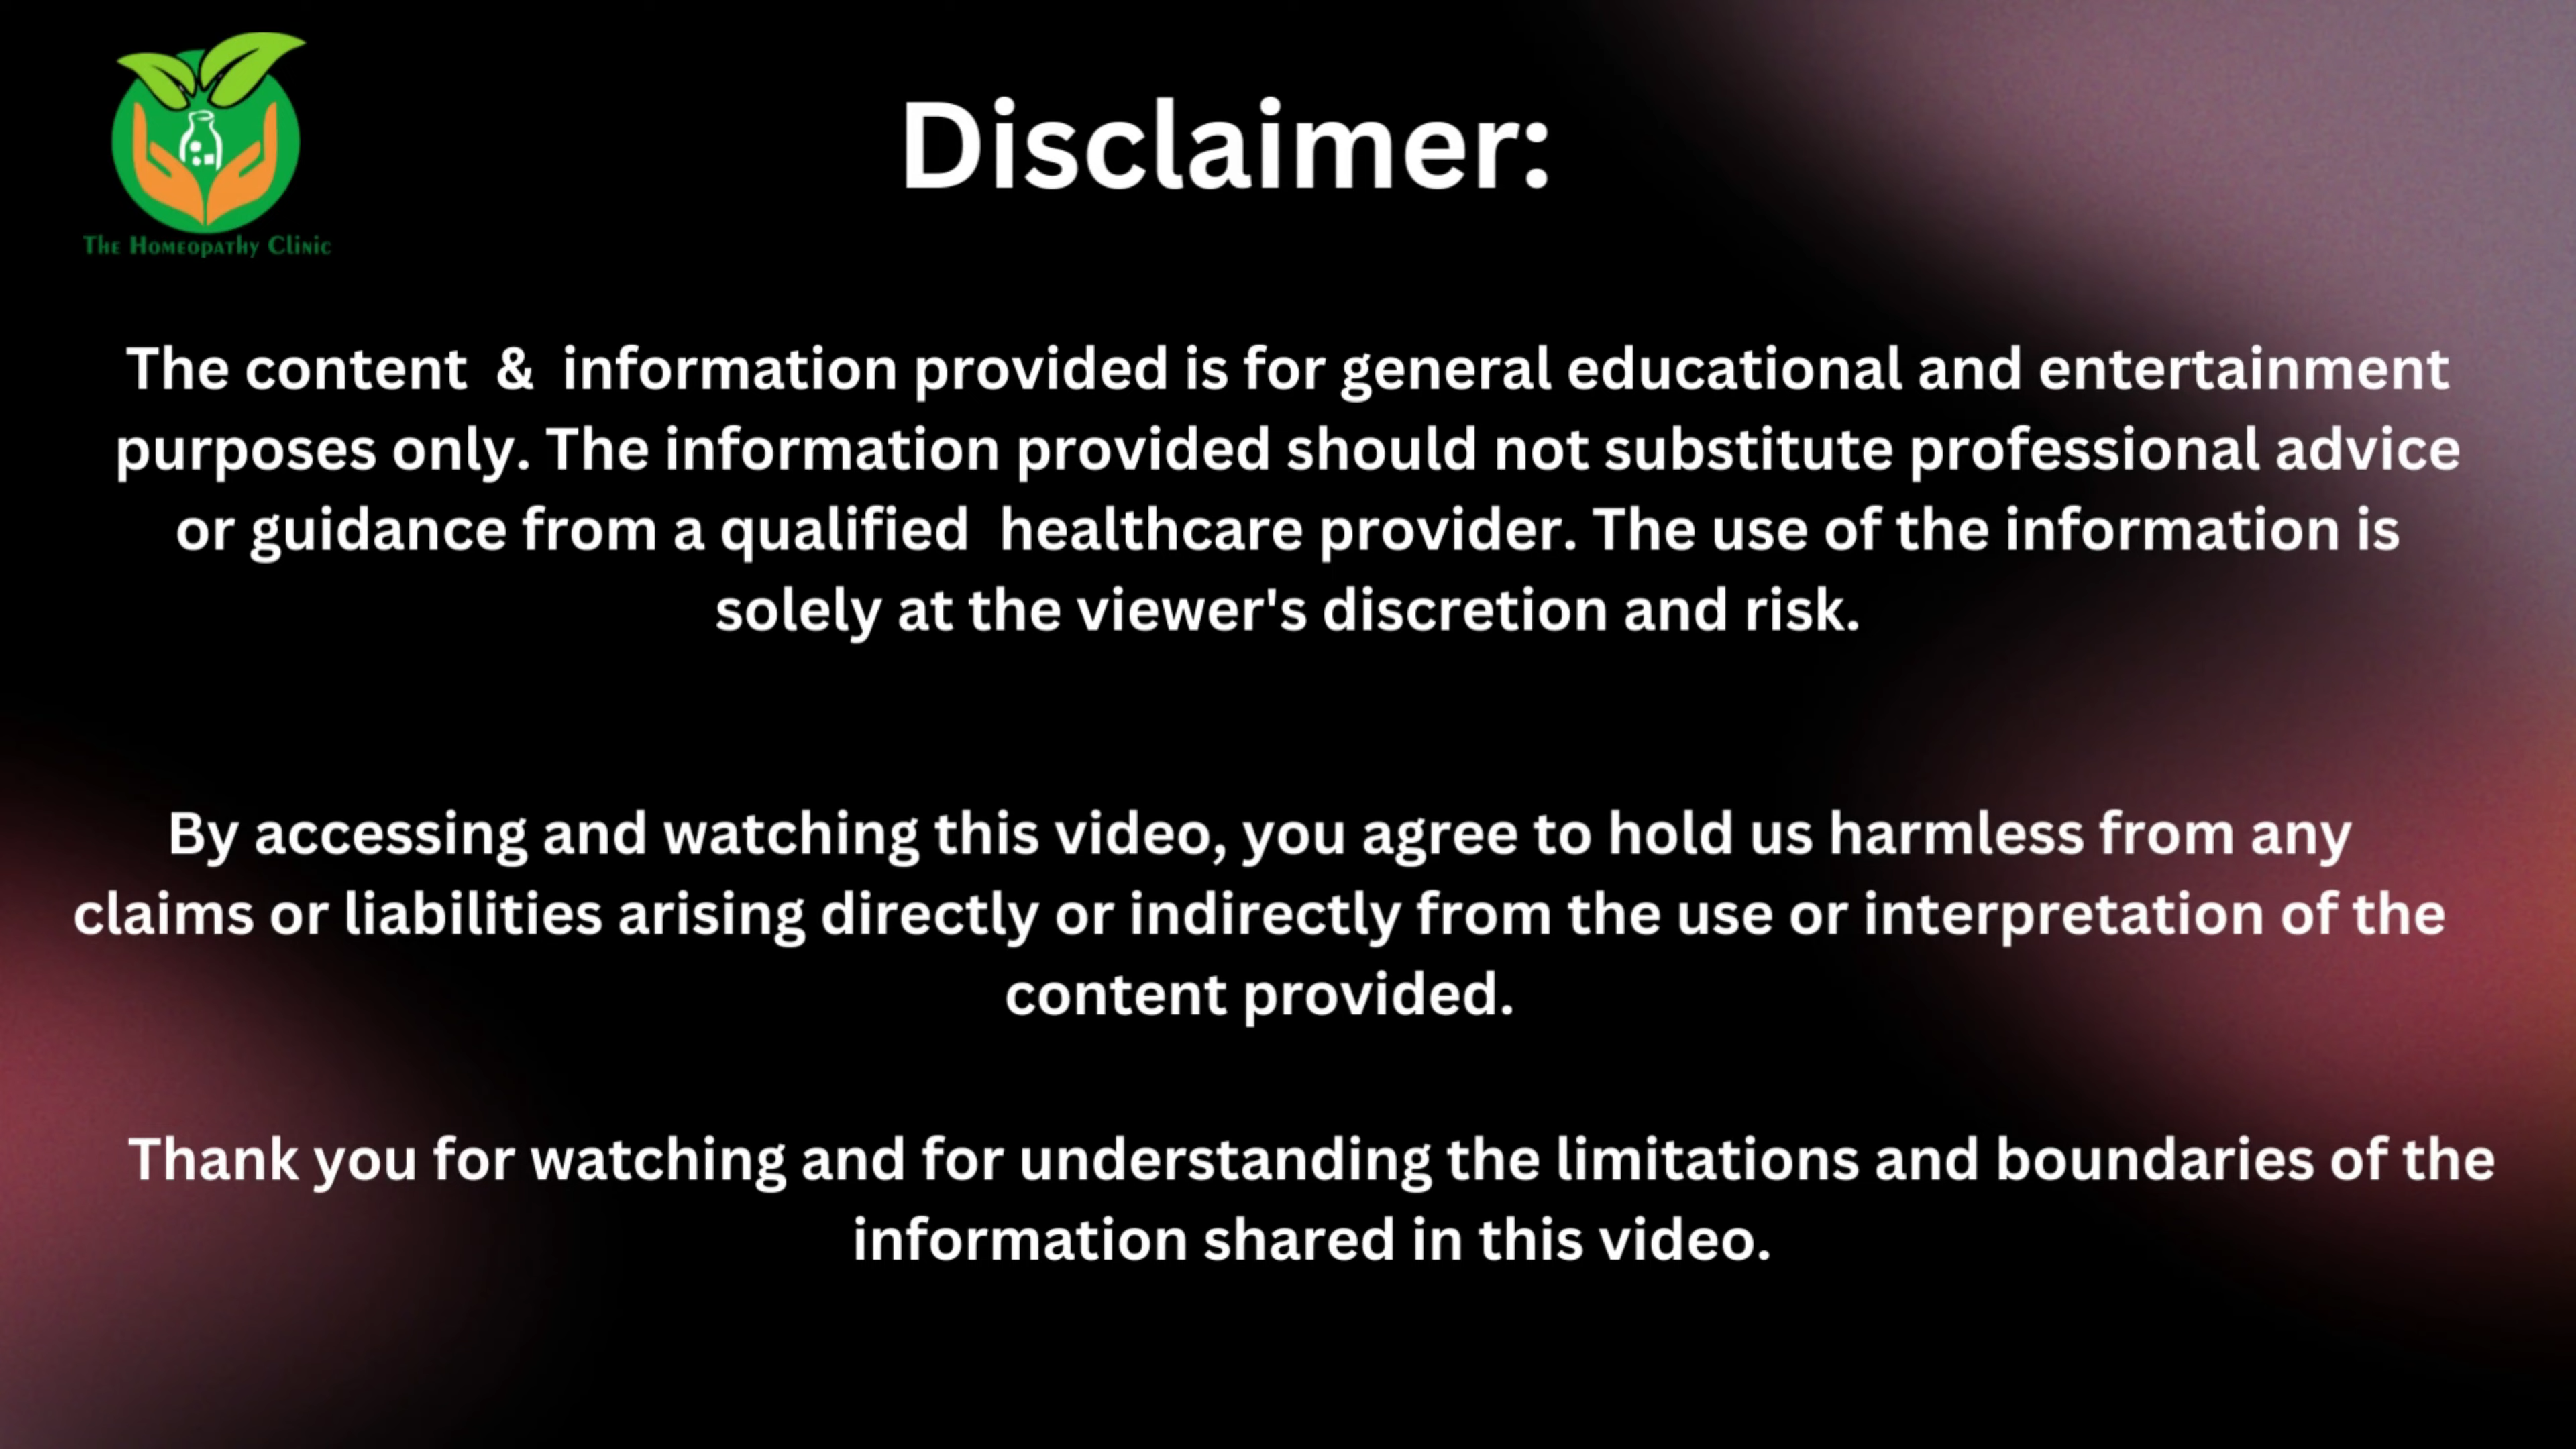 The Homeopathy Clinic
Disclaimer:
The content & information provided is for general educational and entertainment
purposes only. The information provided should not substitute professional advice
or guidance from a qualified healthcare provider. The use of the information is
solely at the viewer's discretion and risk.
By accessing and watching this video, you agree to hold us harmless from any
claims or liabilities arising directly or indirectly from the use or interpretation of the
content provided.
Thank you for watching and for understanding the limitations and boundaries of the
information shared in this video.